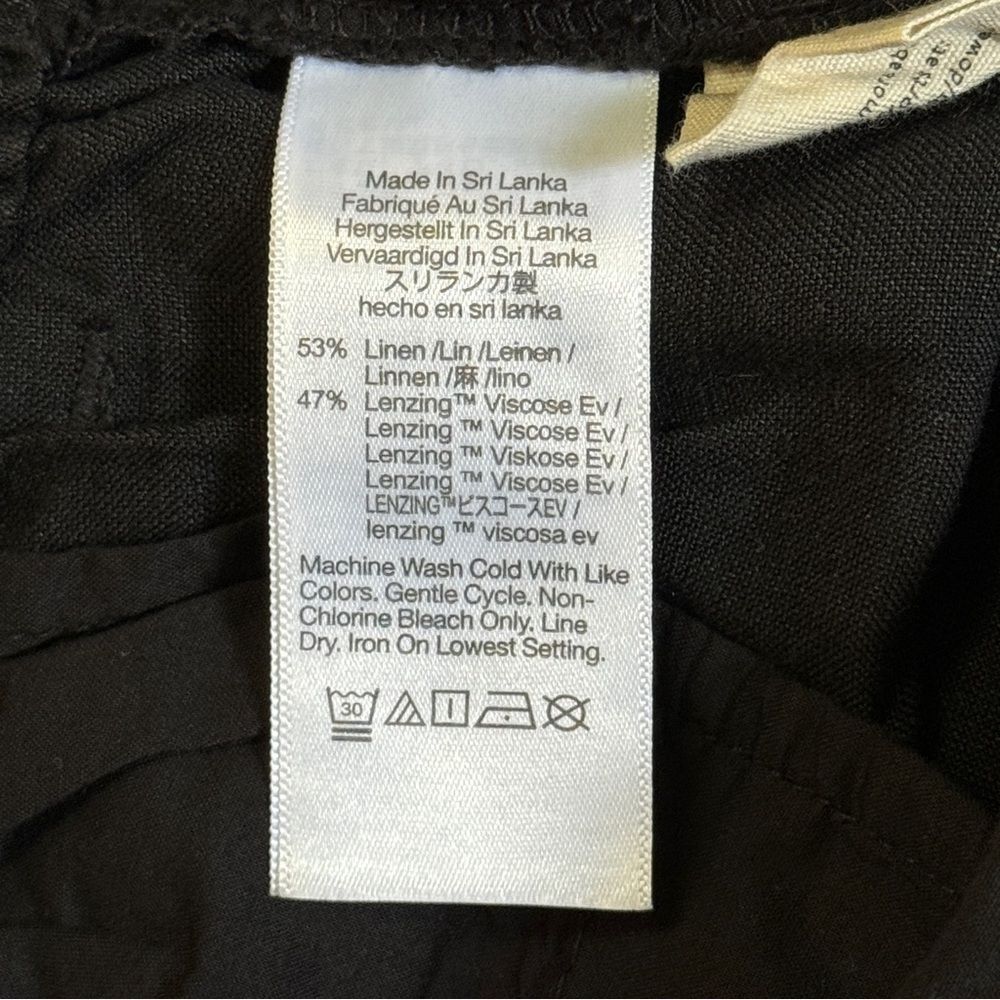 Made In Sri Lanka
Fabriqué Au Sri Lanka
Hergestellt In Sri Lanka
Vervaardigd In Sri Lanka
スリランカ製
hecho en sri lanka
53% Linen /Lin /Leinen /
Linnen /麻 /lino
47% Lenzing™ Viscose Ev /
Lenzing ™ Viscose Ev /
Lenzing ™ Viskose Ev /
Lenzing ™ Viscose Ev /
LENZING™ビスコースEV /
lenzing ™ viscosa ev
Machine Wash Cold With Like
Colors. Gentle Cycle. Non-
Chlorine Bleach Only. Line
Dry. Iron On Lowest Setting.
30